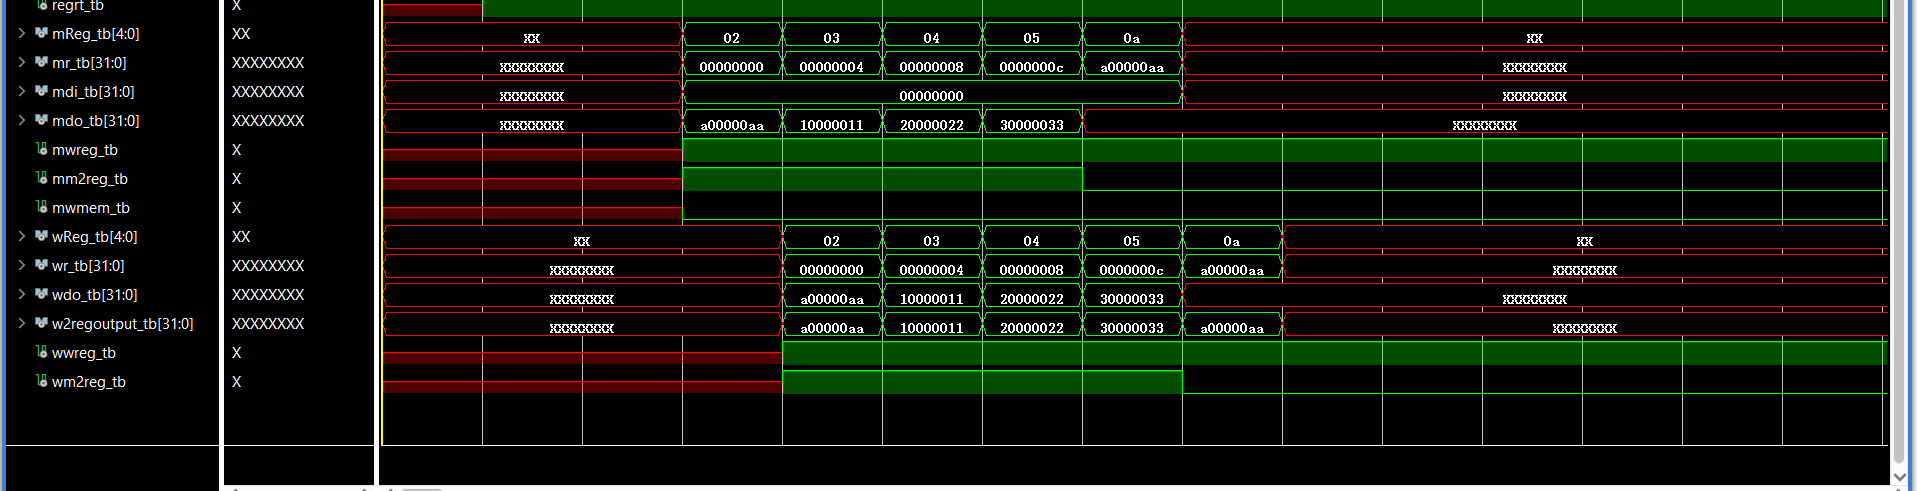 regrt_tb X
mReg_tb[4:0] XX XX 02 03 04 05 0a XX
mr_tb[31:0] XXXXXXXX XXXXXXXX 00000000 00000004 00000008 0000000c a00000aa XXXXXXXX
mdi_tb[31:0] XXXXXXXX XXXXXXXX 00000000 XXXXXXXX
mdo_tb[31:0] XXXXXXXX XXXXXXXX a00000aa 10000011 20000022 30000033 XXXXXXXX
mwreg_tb X
mm2reg_tb X
mwmem_tb X
wReg_tb[4:0] XX XX 02 03 04 05 0a XX
wr_tb[31:0] XXXXXXXX XXXXXXXX 00000000 00000004 00000008 0000000c a00000aa XXXXXXXX
wdo_tb[31:0] XXXXXXXX XXXXXXXX a00000aa 10000011 20000022 30000033 XXXXXXXX
w2regoutput_tb[31:0] XXXXXXXX XXXXXXXX a00000aa 10000011 20000022 30000033 a00000aa XXXXXXXX
wwreg_tb X
wm2reg_tb X